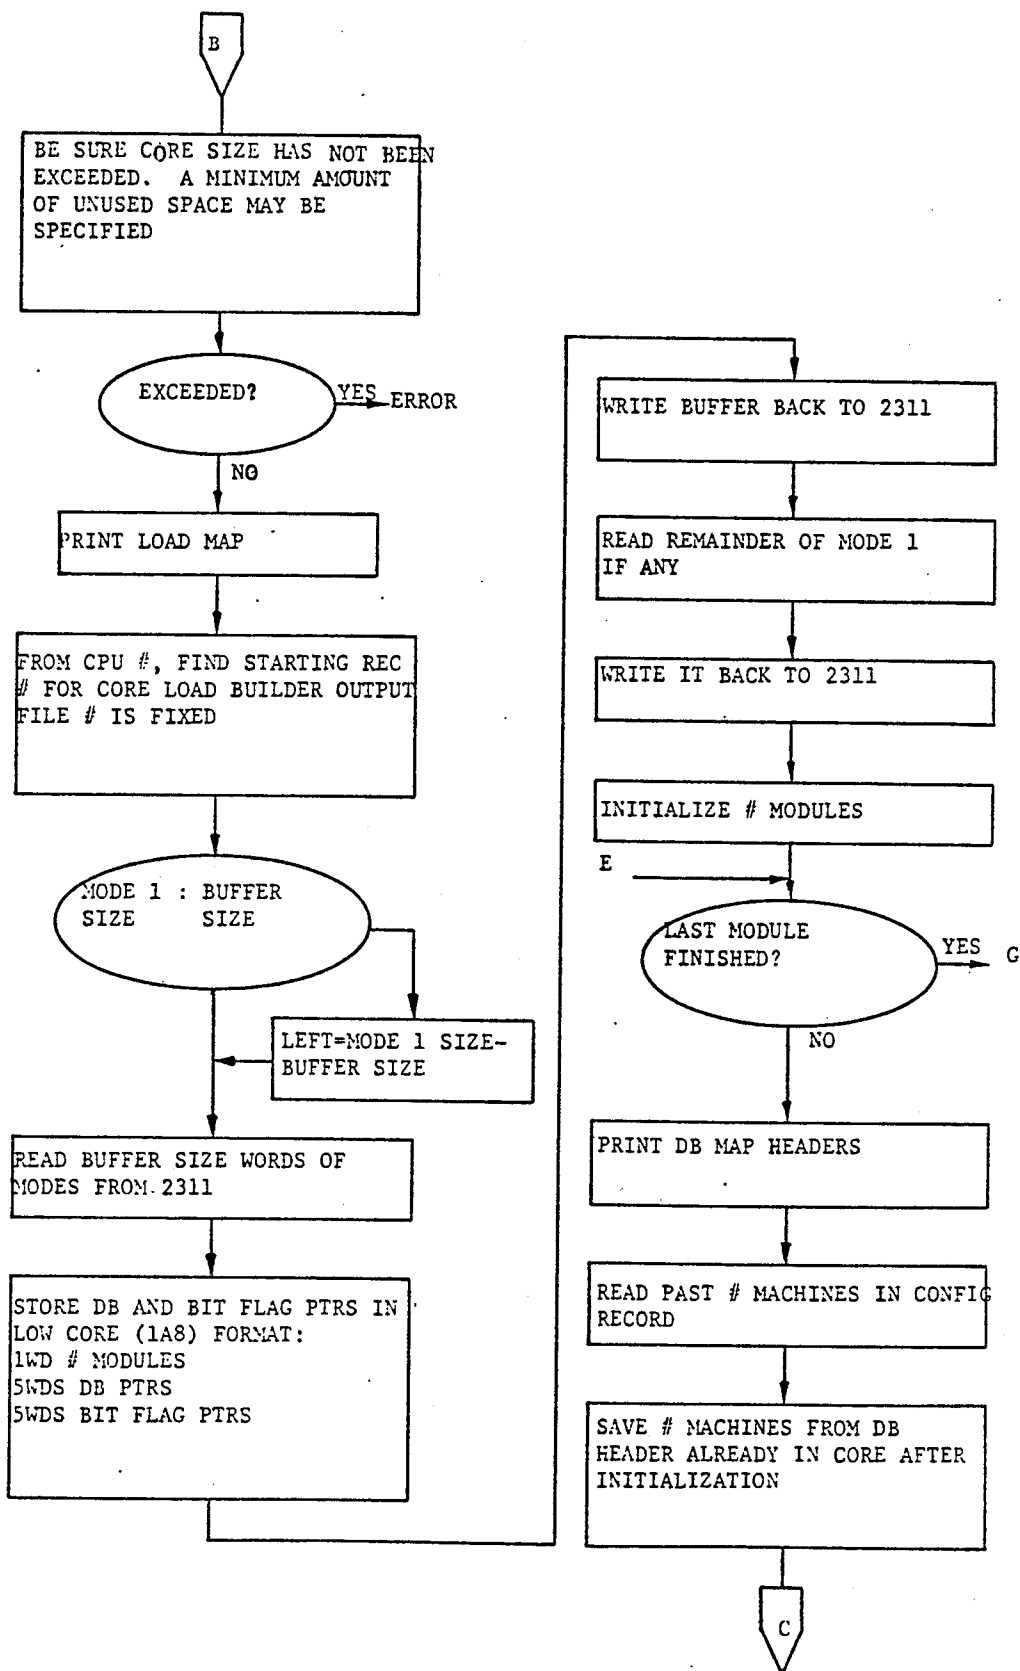 B
BE SURE CORE SIZE HAS NOT BEEN
EXCEEDED. A MINIMUM AMOUNT
OF UNUSED SPACE MAY BE
SPECIFIED
EXCEEDED?
YES
ERROR
NO
PRINT LOAD MAP
FROM CPU #, FIND STARTING REC
# FOR CORE LOAD BUILDER OUTPUT
FILE # IS FIXED
MODE 1 : BUFFER
SIZE SIZE
LEFT=MODE 1 SIZE-
BUFFER SIZE
READ BUFFER SIZE WORDS OF
MODES FROM 2311
STORE DB AND BIT FLAG PTRS IN
LOW CORE (1A8) FORMAT:
1WD # MODULES
5WDS DB PTRS
5WDS BIT FLAG PTRS
WRITE BUFFER BACK TO 2311
READ REMAINDER OF MODE 1
IF ANY
WRITE IT BACK TO 2311
INITIALIZE # MODULES
E
LAST MODULE
FINISHED?
YES
G
NO
PRINT DB MAP HEADERS
READ PAST # MACHINES IN CONFIG
RECORD
SAVE # MACHINES FROM DB
HEADER ALREADY IN CORE AFTER
INITIALIZATION
C